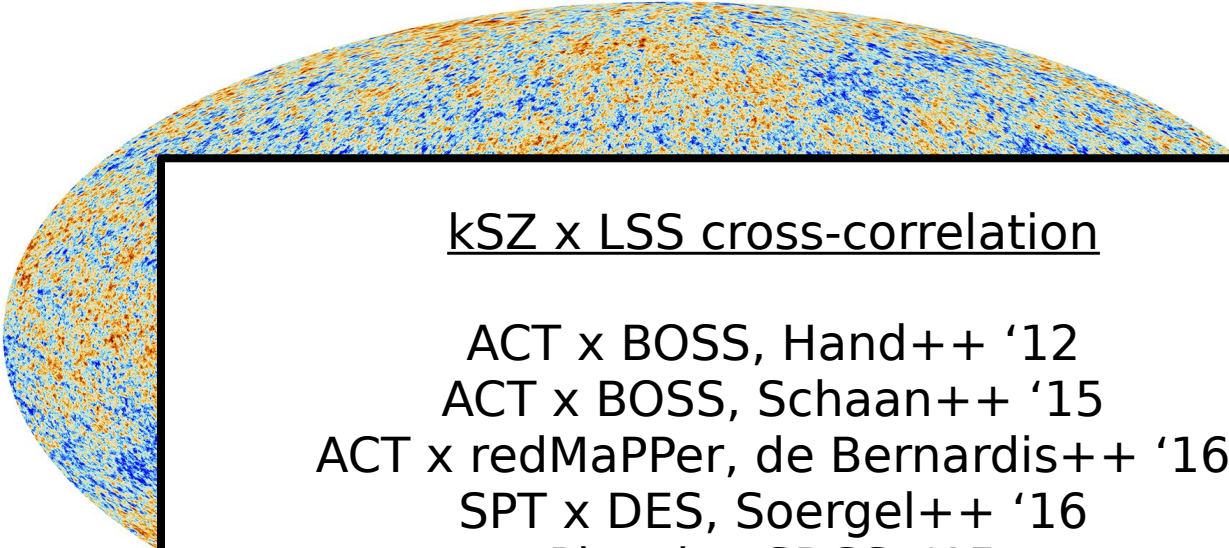 kSZ x LSS cross-correlation
ACT x BOSS, Hand++ ‘12
ACT x BOSS, Schaan++ ‘15
ACT x redMaPPer, de Bernardis++ ‘16
SPT x DES, Soergel++ ‘16